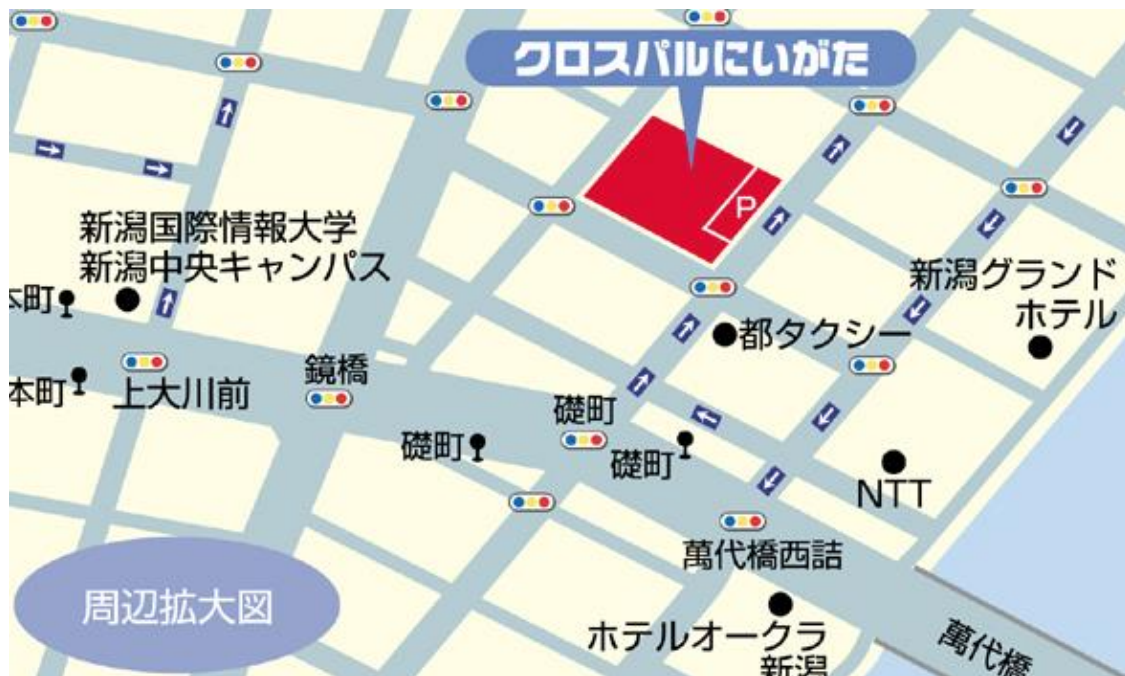 クロスパルにいがた
P
新潟国際情報大学
新潟中央キャンパス
本町
新潟グランド
ホテル
都タクシー
本町
上大川前
鏡橋
礎町
礎町
礎町
NTT
萬代橋西詰
周辺拡大図
ホテルオークラ
新潟
萬代橋